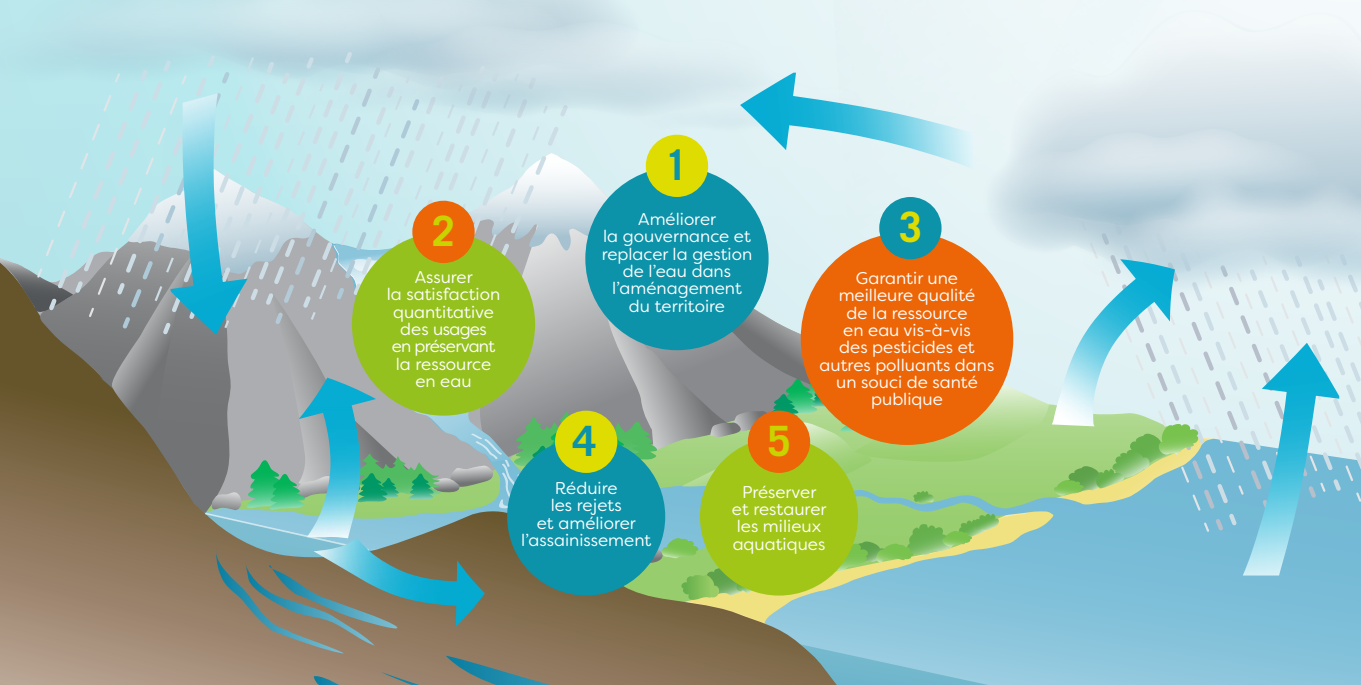 1
Améliorer
la gouvernance et
replacer la gestion
de l'eau dans
l'aménagement
du territoire
2
Assurer
la satisfaction
quantitative
des usages
en préservant
la ressource
en eau
3
Garantir une
meilleure qualité
de la ressource
en eau vis-à-vis
des pesticides et
autres polluants dans
un souci de santé
publique
4
Réduire
les rejets
et améliorer
l'assainissement
5
Préserver
et restaurer
les milieux
aquatiques